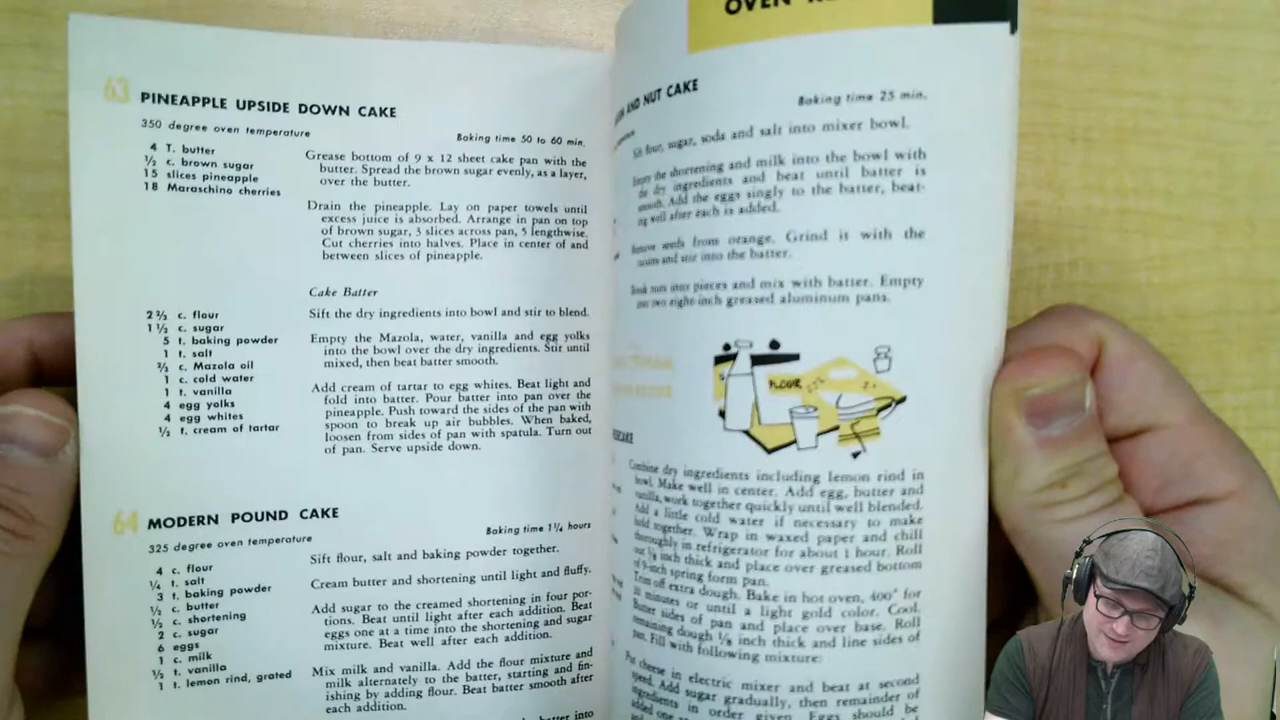 63 PINEAPPLE UPSIDE DOWN CAKE
350 degree oven temperature
Baking time 50 to 60 min.
4 T. butter
½ c. brown sugar
15 slices pineapple
18 Maraschino cherries
Grease bottom of 9 x 12 sheet cake pan with the
butter. Spread the brown sugar evenly, as a layer,
over the butter.
Drain the pineapple. Lay on paper towels until
excess juice is absorbed. Arrange in pan on top
of brown sugar, 3 slices across pan, 5 lengthwise.
Cut cherries into halves. Place in center of and
between slices of pineapple.
Cake Batter
2⅔ c. flour
1½ c. sugar
5 t. baking powder
1 t. salt
⅔ c. Mazola oil
1 c. cold water
1 t. vanilla
4 egg yolks
4 egg whites
½ t. cream of tartar
Sift the dry ingredients into bowl and stir to blend.
Empty the Mazola, water, vanilla and egg yolks
into the bowl over the dry ingredients. Stir until
mixed, then beat batter smooth.
Add cream of tartar to egg whites. Beat light and
fold into batter. Pour batter into pan over the
pineapple. Push toward the sides of the pan with
spoon to break up air bubbles. When baked,
loosen from sides of pan with spatula. Turn out
of pan. Serve upside down.
64 MODERN POUND CAKE
325 degree oven temperature
Baking time 1¼ hours
4 c. flour
¼ t. salt
3 t. baking powder
½ c. butter
½ c. shortening
2 c. sugar
6 eggs
1 c. milk
½ t. vanilla
1 t. lemon rind, grated
Sift flour, salt and baking powder together.
Cream butter and shortening until light and fluffy.
Add sugar to the creamed shortening in four por-
tions. Beat until light after each addition. Beat
eggs one at a time into the shortening and sugar
mixture. Beat well after each addition.
Mix milk and vanilla. Add the flour mixture and
milk alternately to the batter, starting and fin-
ishing by adding flour. Beat batter smooth after
each addition.
batter into
OVEN
AND NUT CAKE
Baking time 25 min.
Sift flour, sugar, soda and salt into mixer bowl.
Empty the shortening and milk into the bowl with
the dry ingredients and beat until batter is
smooth. Add the eggs singly to the batter, beat-
ing well after each is added.
Remove seeds from orange. Grind it with the
and stir into the batter.
Break nuts into pieces and mix with batter. Empty
into two eight-inch greased aluminum pans.
FLOUR
Combine dry ingredients including lemon rind in
bowl. Make well in center. Add egg, butter and
vanilla, work together quickly until well blended.
Add a little cold water if necessary to make
hold together. Wrap in waxed paper and chill
thoroughly in refrigerator for about 1 hour. Roll
out ⅛ inch thick and place over greased bottom
of 9-inch spring form pan.
Trim off extra dough. Bake in hot oven, 400° for
20 minutes or until a light gold color. Cool.
Butter sides of pan and place over base. Roll
remaining dough ⅛ inch thick and line sides of
pan. Fill with following mixture:
Put cheese in electric mixer and beat at second
speed. Add sugar gradually, then remainder of
ingredients in order given. Eggs should be
added one